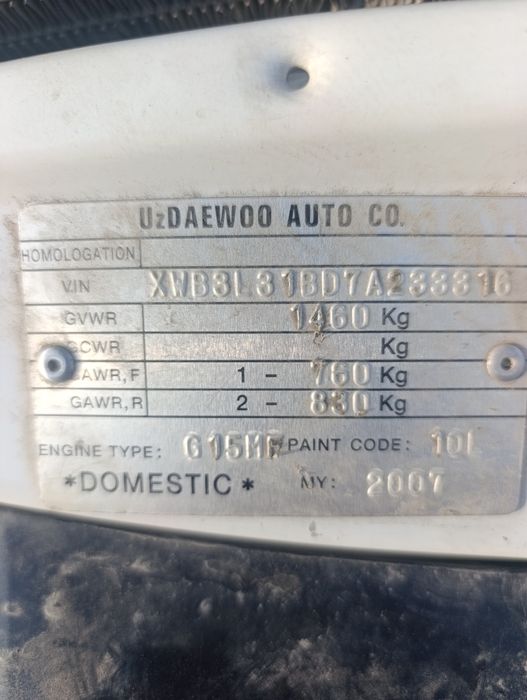 UzDAEWOO AUTO CO.
HOMOLOGATION
VIN XWB3L31BD7A233316
GVWR 1460 Kg
GCWR Kg
GAWR,F 1 - 760 Kg
GAWR,R 2 - 830 Kg
ENGINE TYPE: G15MF PAINT CODE: 10L
*DOMESTIC* MY: 2007